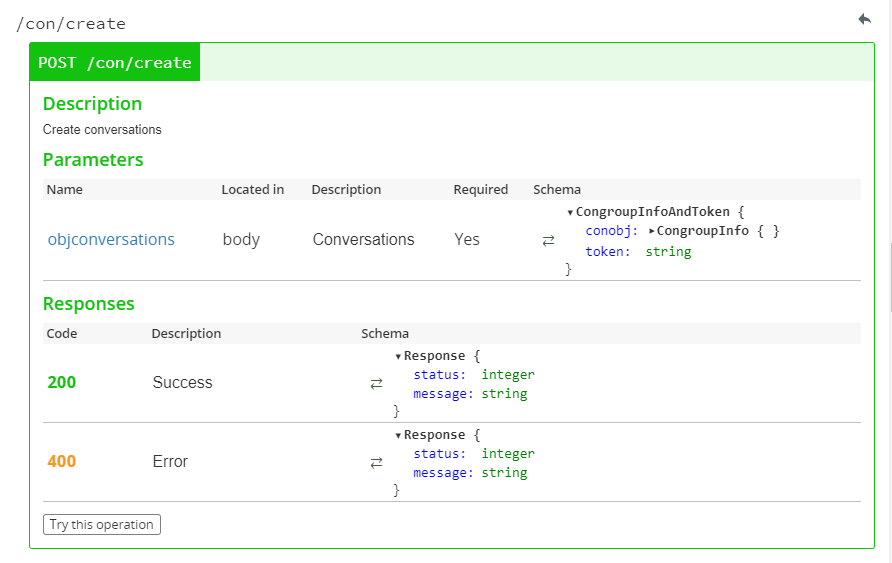 /con/create
POST /con/create
Description
Create conversations
Parameters
Name Located in Description Required Schema
objconversations body Conversations Yes ⇄ ▾CongroupInfoAndToken {
conobj: ▸CongroupInfo { }
token: string
}
Responses
Code Description Schema
200 Success ⇄ ▾Response {
status: integer
message: string
}
400 Error ⇄ ▾Response {
status: integer
message: string
}
Try this operation